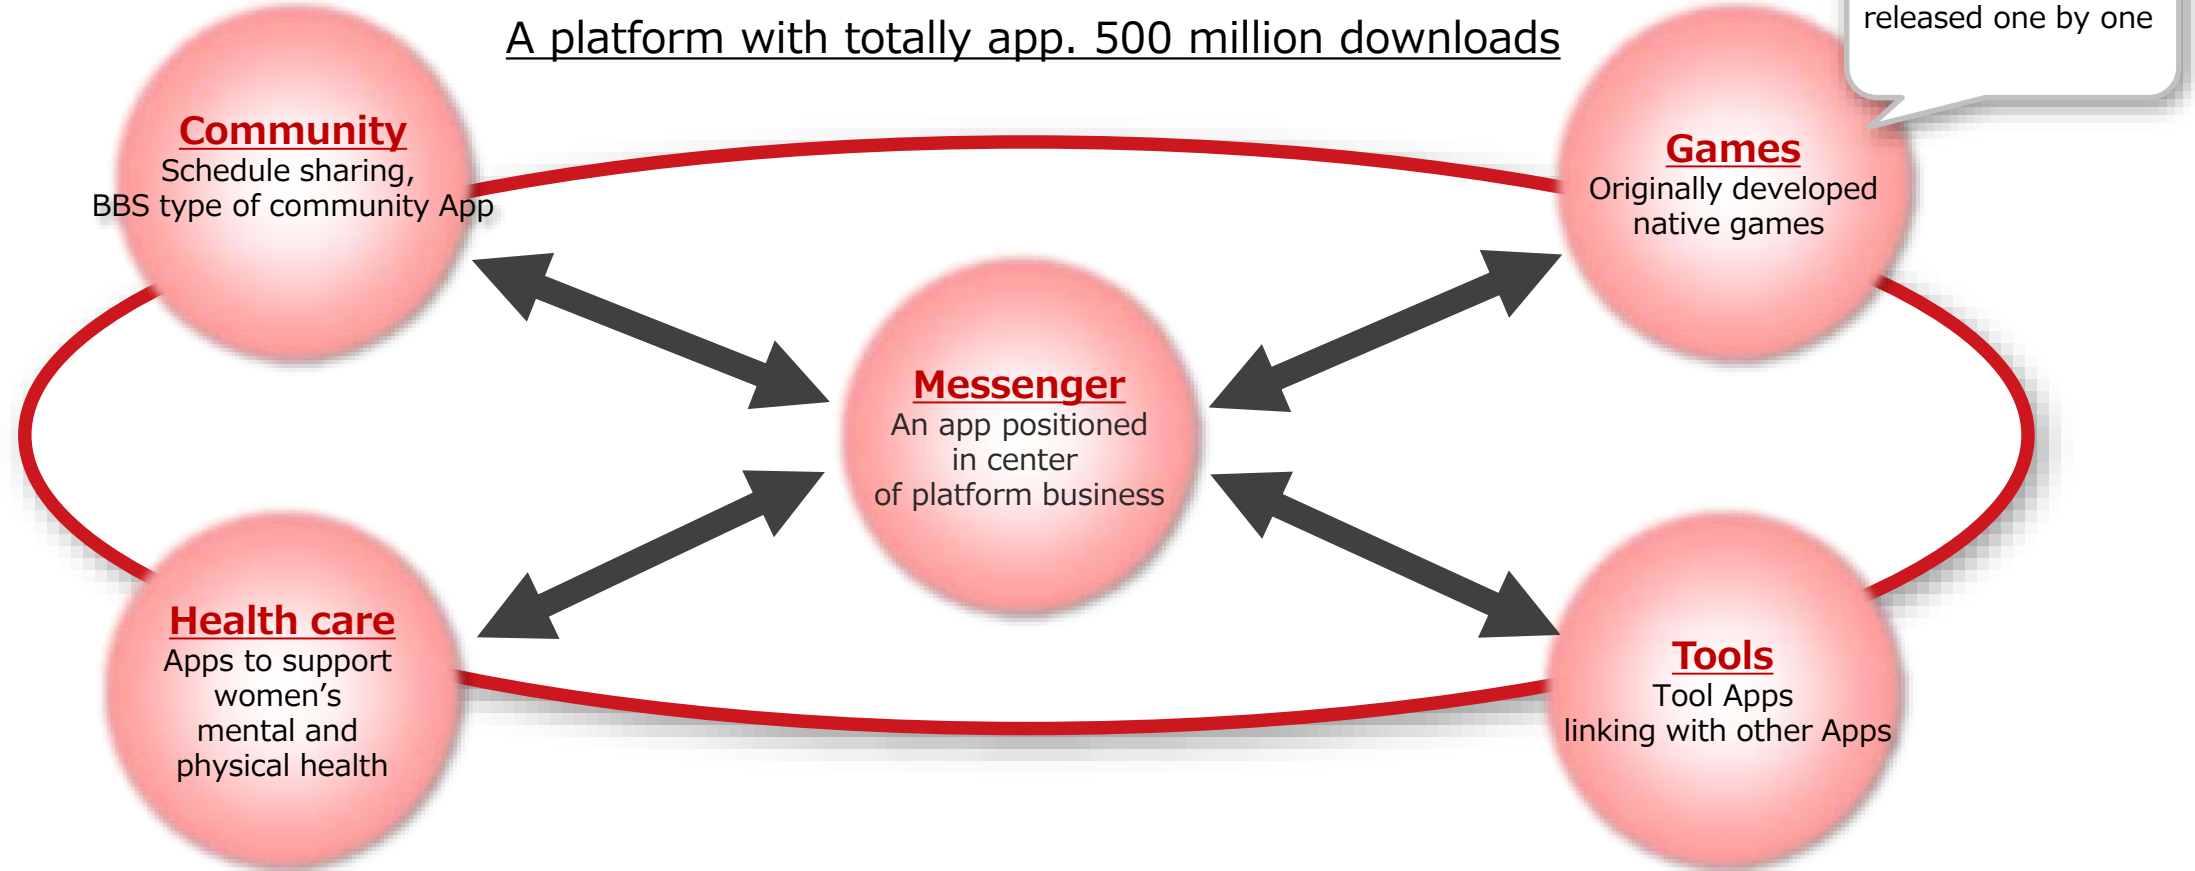 A platform with totally app. 500 million downloads
released one by one
Community
Schedule sharing,
BBS type of community App
Games
Originally developed
native games
Messenger
An app positioned
in center
of platform business
Health care
Apps to support
women’s
mental and
physical health
Tools
Tool Apps
linking with other Apps